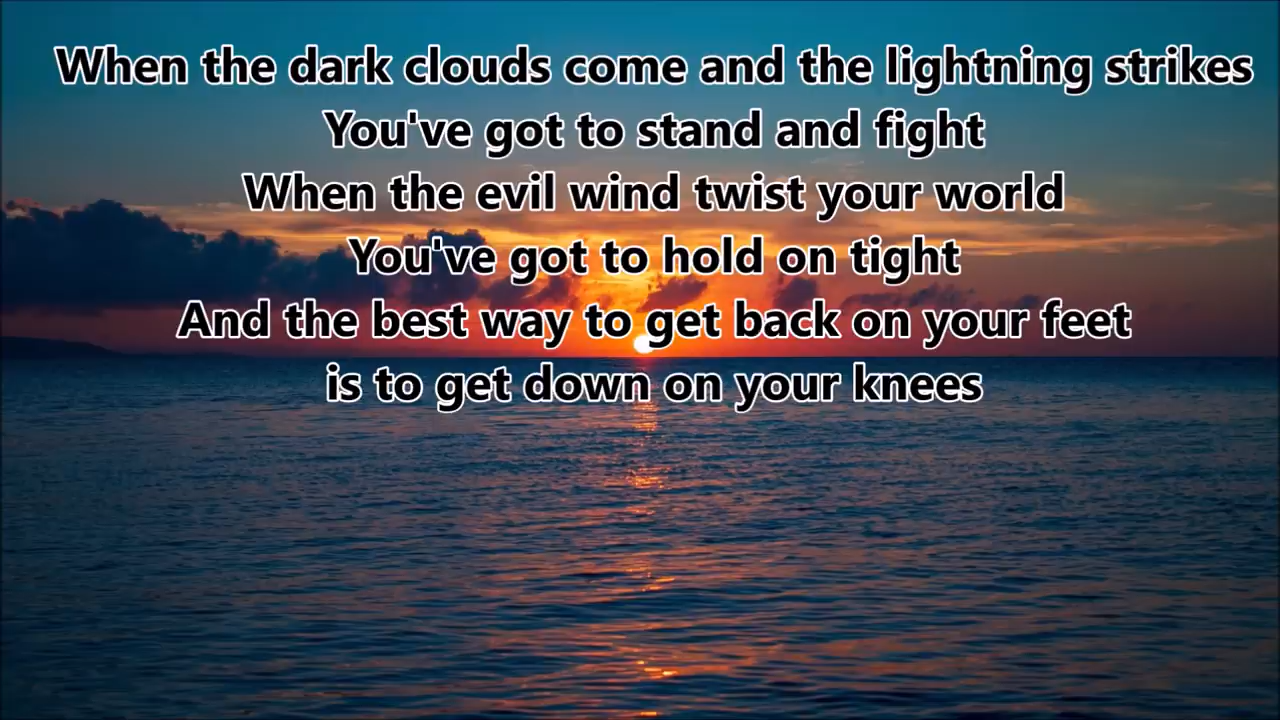 When the dark clouds come and the lightning strikes
You've got to stand and fight
When the evil wind twist your world
You've got to hold on tight
And the best way to get back on your feet
is to get down on your knees